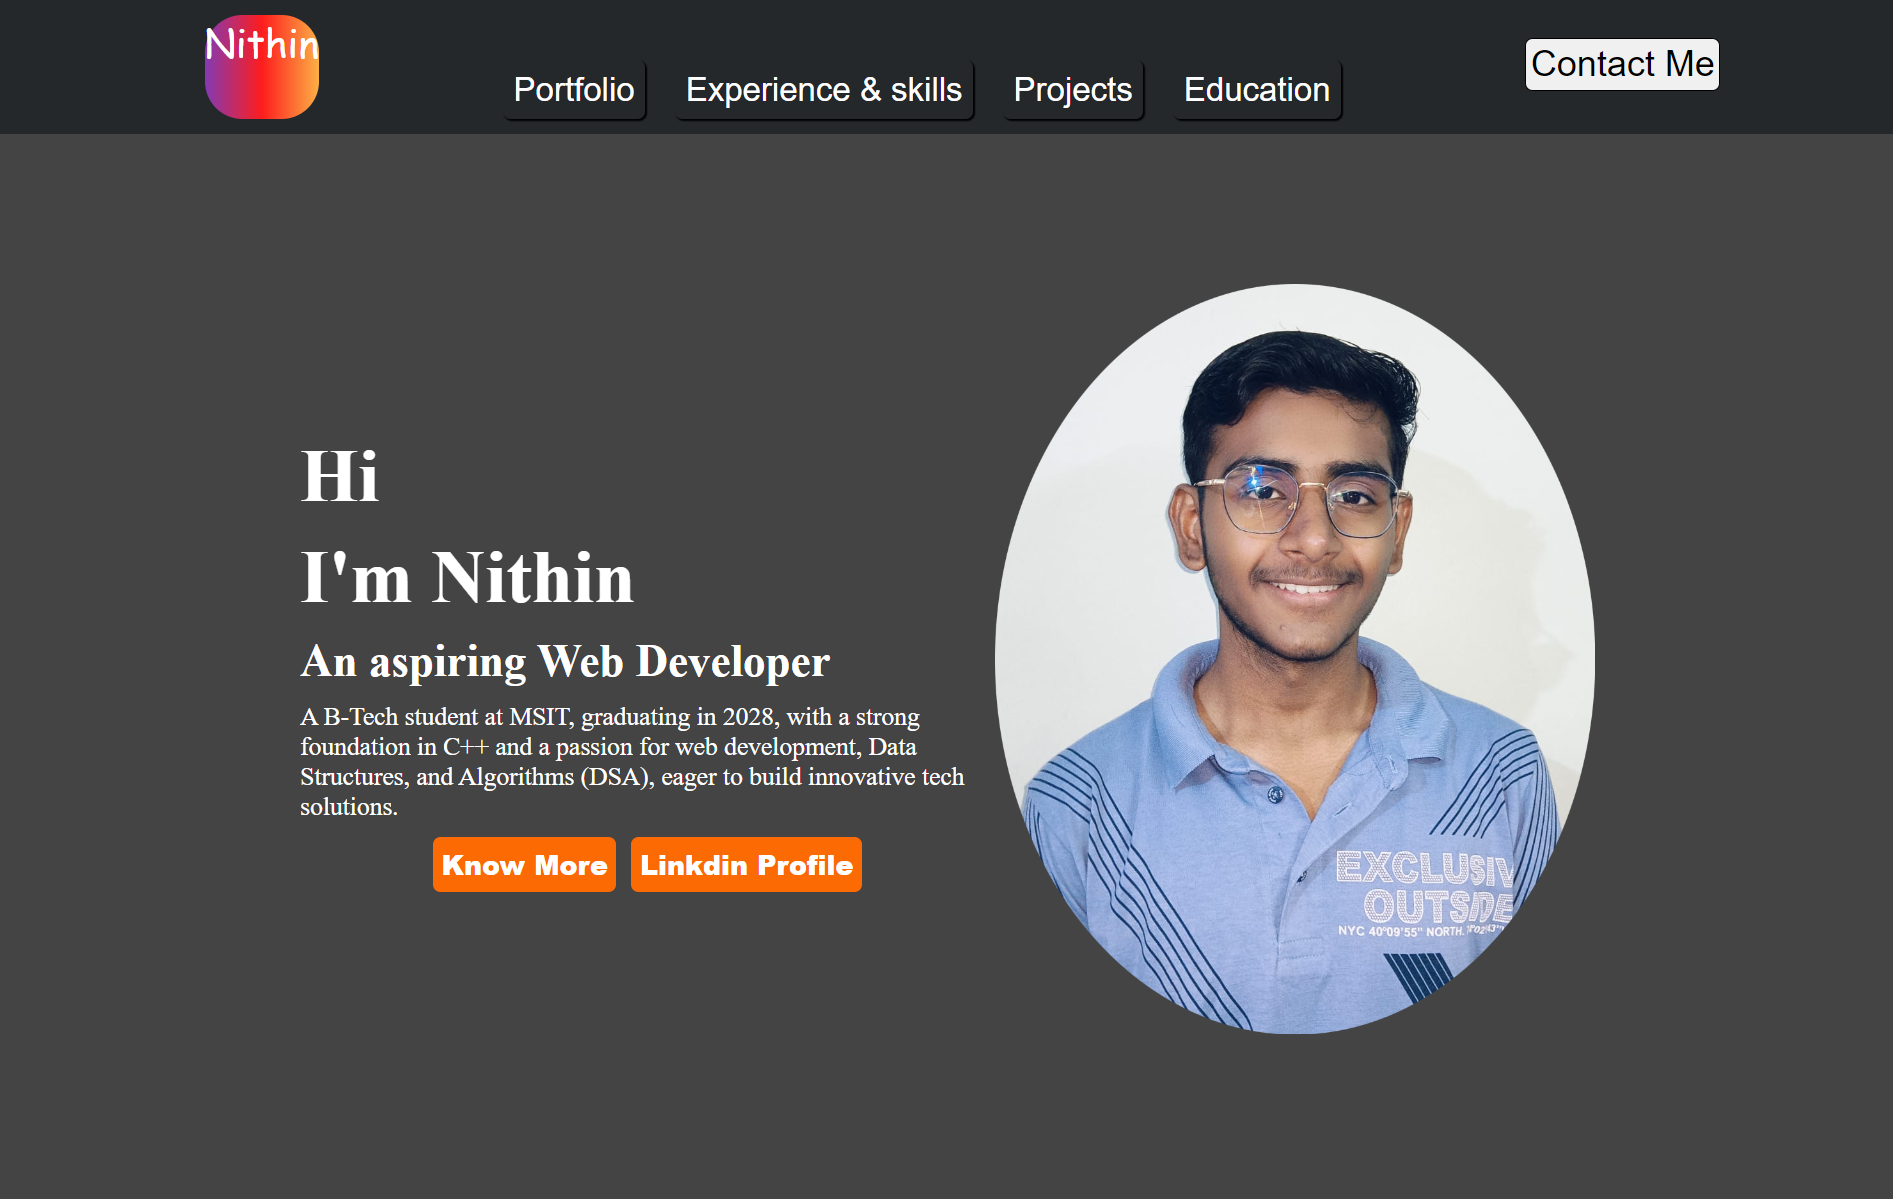 Nithin
Portfolio
Experience & skills
Projects
Education
Contact Me
Hi
I'm Nithin
An aspiring Web Developer
A B-Tech student at MSIT, graduating in 2028, with a strong
foundation in C++ and a passion for web development, Data
Structures, and Algorithms (DSA), eager to build innovative tech
solutions.
Know More
Linkdin Profile
EXCLUSIV
OUTSIDE
NYC 40°09'55" NORTH.